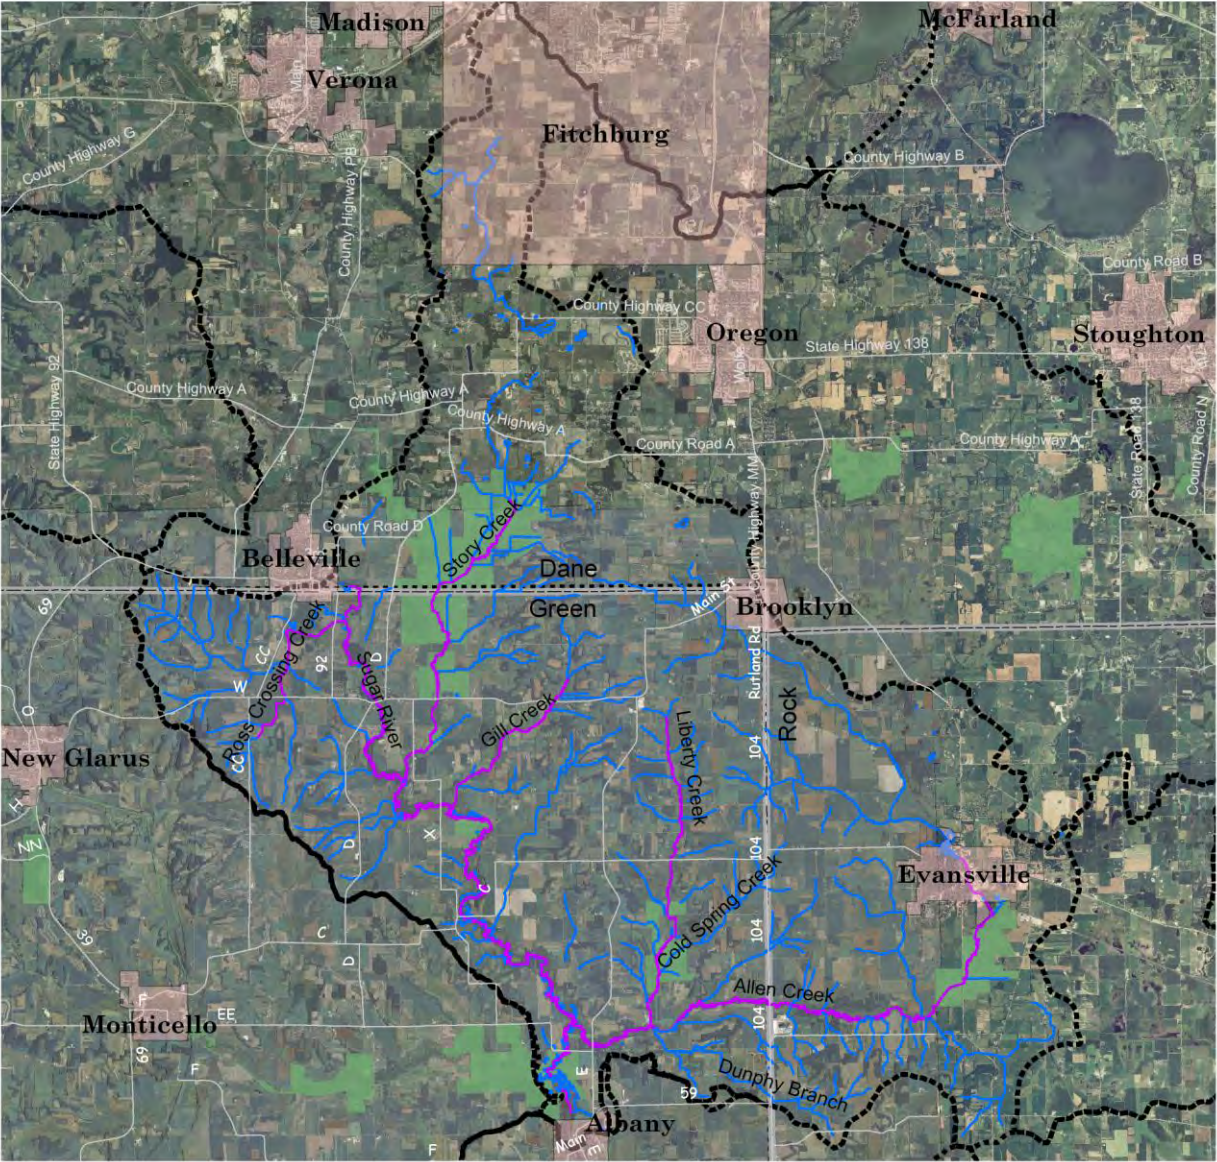 Madison
McFarland
Verona
Main
Fitchburg
County Highway G
County Highway PB
County Highway B
County Road B
County Highway CC
Oregon
Stoughton
State Highway 138
State Highway 92
County Highway A
County Highway A
County Highway A
County Road A
County Highway A
State Road 138
County Road N
County Highway MM
County Road D
Story Creek
Belleville
Dane
Green
Main St
Brooklyn
69
CC
Ross Crossing Creek
92
D
Sugar River
W
Rutland Rd
O
Rock
Gill Creek
Liberty Creek
New Glarus
CC
104
H
NN
D
X
104
C
Cold Spring Creek
Evansville
39
C
D
104
Allen Creek
F
EE
Monticello
104
69
F
E
Dunphy Branch
59
Albany
Main
F